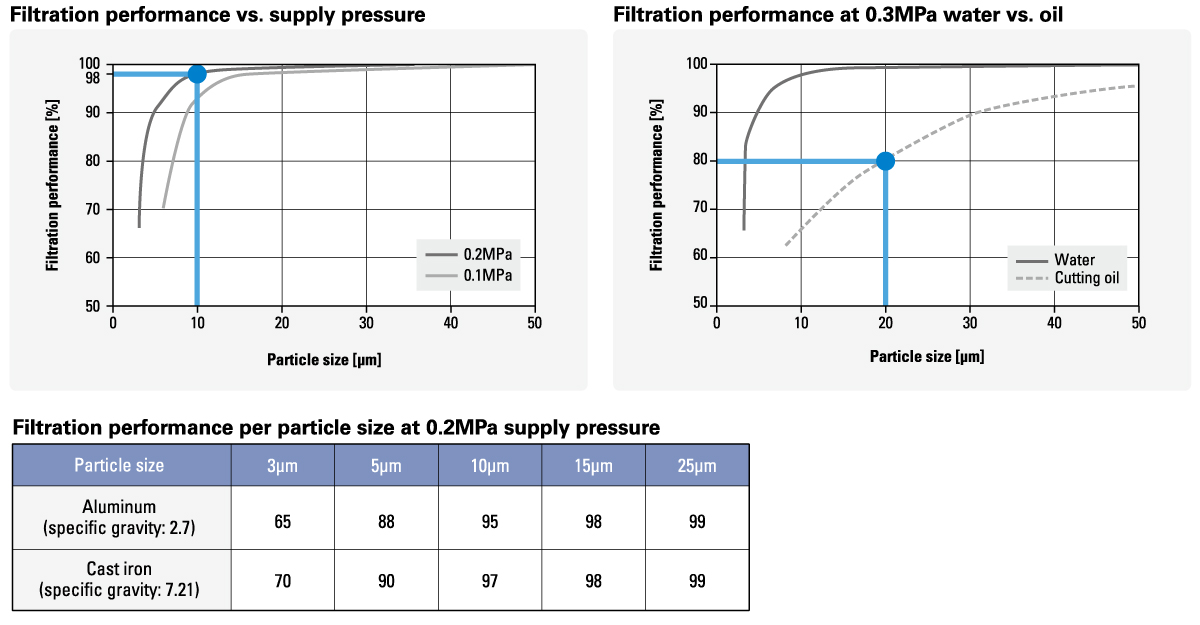 Filtration performance vs. supply pressure
Filtration performance [%]
100
98
90
80
70
60
50
0 10 20 30 40 50
Particle size [µm]
0.2MPa
0.1MPa
Filtration performance at 0.3MPa water vs. oil
Filtration performance [%]
100
90
80
70
60
50
0 10 20 30 40 50
Particle size [µm]
Water
Cutting oil
Filtration performance per particle size at 0.2MPa supply pressure
Particle size 3µm 5µm 10µm 15µm 25µm
Aluminum
(specific gravity: 2.7) 65 88 95 98 99
Cast iron
(specific gravity: 7.21) 70 90 97 98 99